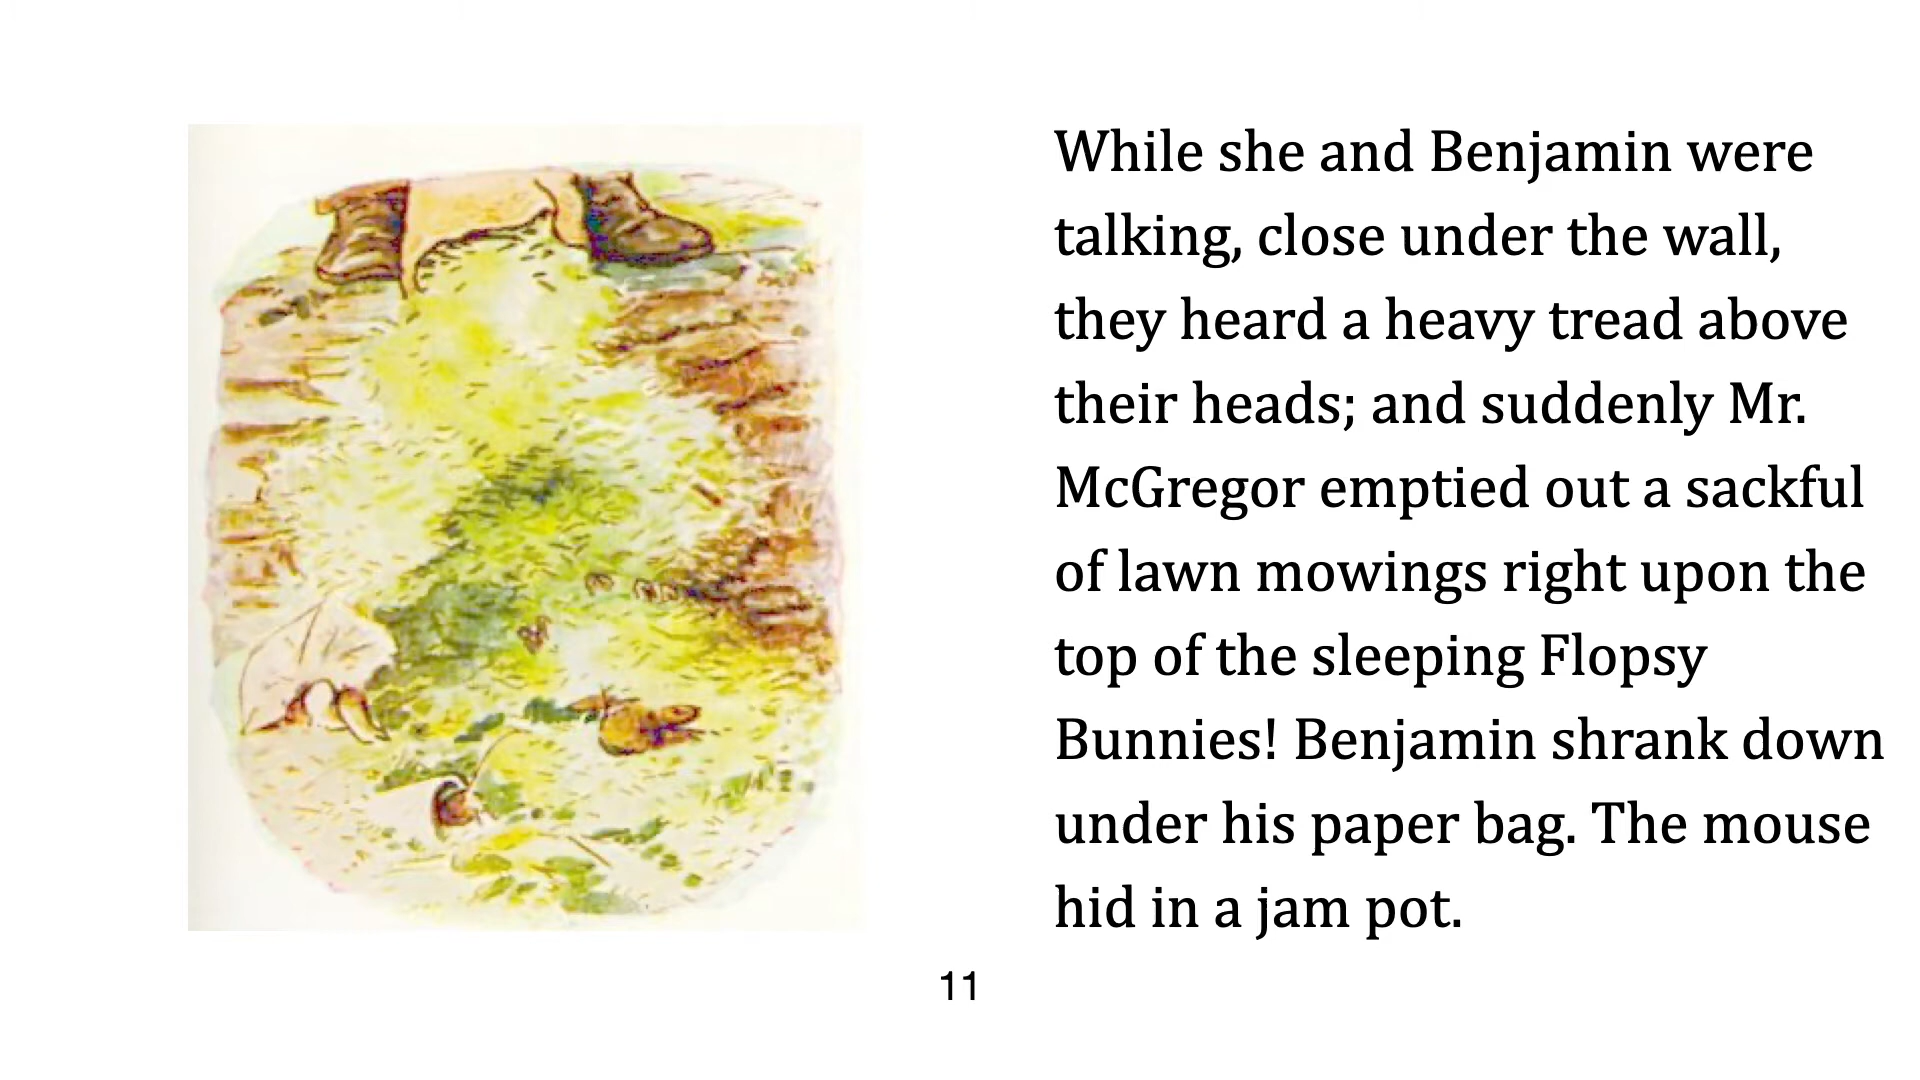 While she and Benjamin were
talking, close under the wall,
they heard a heavy tread above
their heads; and suddenly Mr.
McGregor emptied out a sackful
of lawn mowings right upon the
top of the sleeping Flopsy
Bunnies! Benjamin shrank down
under his paper bag. The mouse
hid in a jam pot.
11